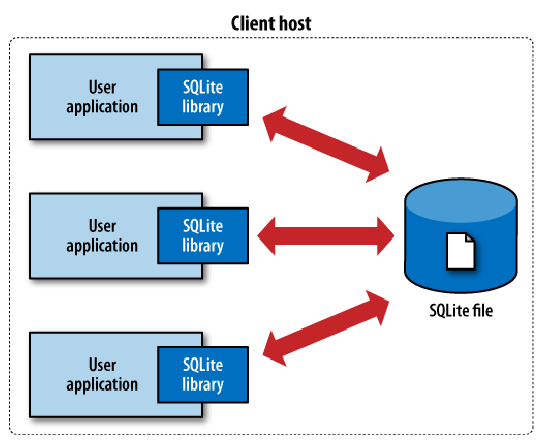 Client host
User
application
SQLite
library
User
application
SQLite
library
SQLite file
User
application
SQLite
library